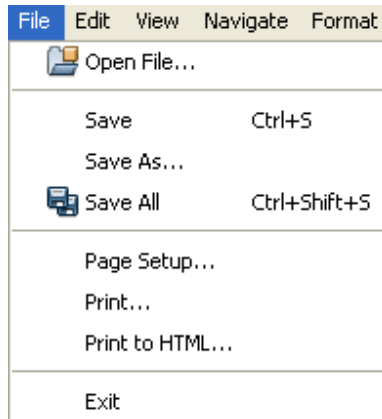 File Edit View Navigate Format
Open File...
Save Ctrl+S
Save As...
Save All Ctrl+Shift+S
Page Setup...
Print...
Print to HTML...
Exit